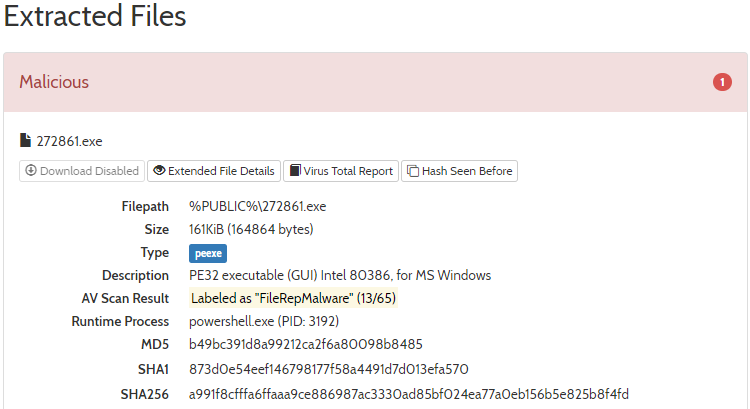 Extracted Files
Malicious 1
272861.exe
Download Disabled Extended File Details Virus Total Report Hash Seen Before
Filepath %PUBLIC%\272861.exe
Size 161KiB (164864 bytes)
Type peexe
Description PE32 executable (GUI) Intel 80386, for MS Windows
AV Scan Result Labeled as "FileRepMalware" (13/65)
Runtime Process powershell.exe (PID: 3192)
MD5 b49bc391d8a99212ca2f6a80098b8485
SHA1 873d0e54eef146798177f58a4491d7d013efa570
SHA256 a991f8cfffa6ffaaa9ce886987ac3330ad85bf024ea77a0eb156b5e825b8f4fd